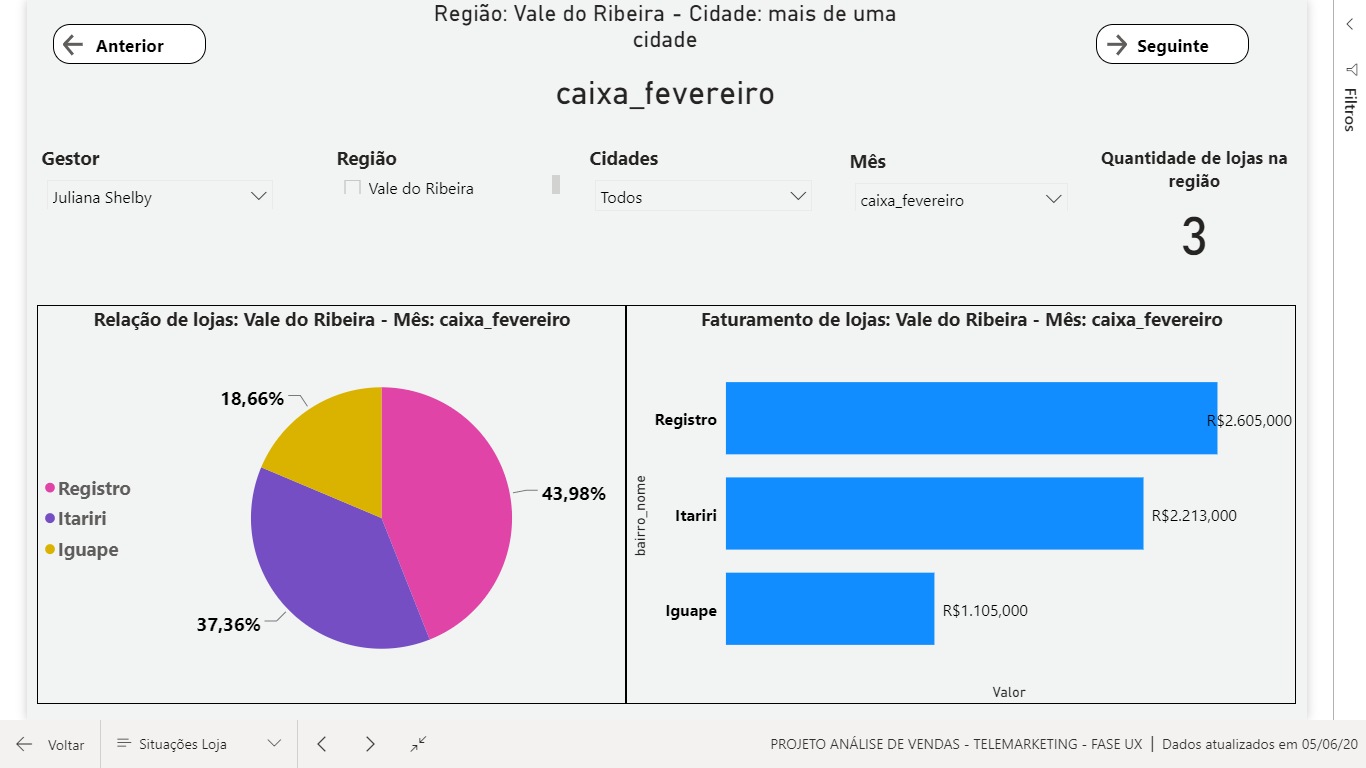 Região: Vale do Ribeira - Cidade: mais de uma
cidade
Anterior
Seguinte
caixa_fevereiro
Filtros
Gestor
Juliana Shelby
Região
Vale do Ribeira
Cidades
Todos
Mês
caixa_fevereiro
Quantidade de lojas na
região
3
Relação de lojas: Vale do Ribeira - Mês: caixa_fevereiro
18,66%
43,98%
37,36%
Registro
Itariri
Iguape
Faturamento de lojas: Vale do Ribeira - Mês: caixa_fevereiro
bairro_nome
Registro
R$2.605,000
Itariri
R$2.213,000
Iguape
R$1.105,000
Valor
Voltar
Situações Loja
PROJETO ANÁLISE DE VENDAS - TELEMARKETING - FASE UX | Dados atualizados em 05/06/20